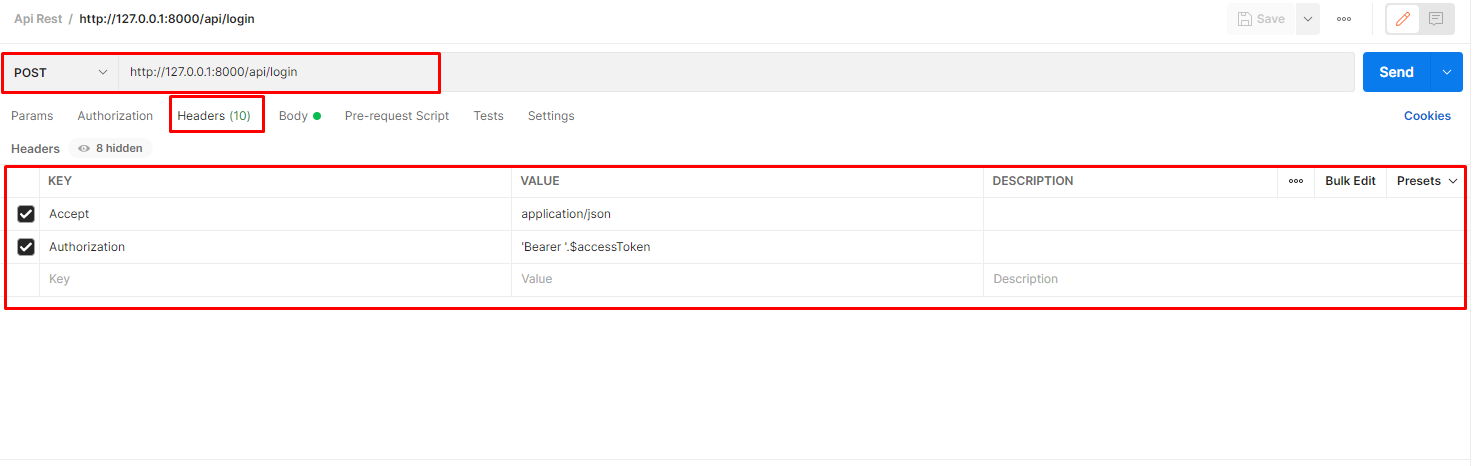 Api Rest / http://127.0.0.1:8000/api/login Save
POST http://127.0.0.1:8000/api/login Send
Params Authorization Headers (10) Body Pre-request Script Tests Settings Cookies
Headers 8 hidden
KEY VALUE DESCRIPTION Bulk Edit Presets
Accept application/json
Authorization 'Bearer '.$accessToken
Key Value Description